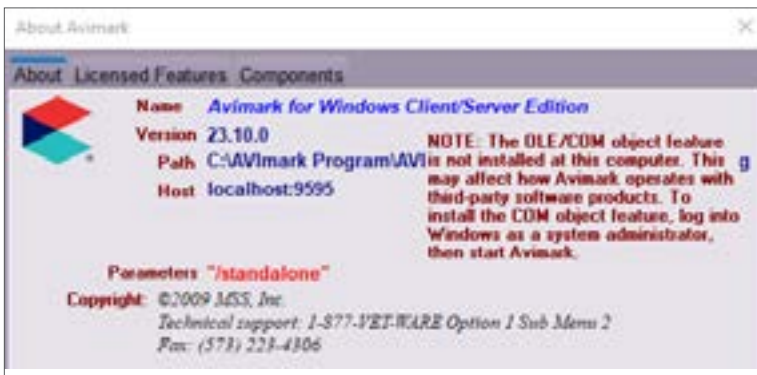 About Avimark
About Licensed Features Components
Name Avimark for Windows Client/Server Edition
Version 23.10.0
Path C:\AVImark Program\AVI g
Host localhost:9595
NOTE: The OLE/COM object feature
is not installed at this computer. This
may affect how Avimark operates with
third-party software products. To
install the COM object feature, log into
Windows as a system administrator,
then start Avimark.
Parameters "/standalone"
Copyright: ©2009 MSS, Inc.
Technical support: 1-877-VET-WARE Option 1 Sub Menu 2
Fax: (573) 223-4306